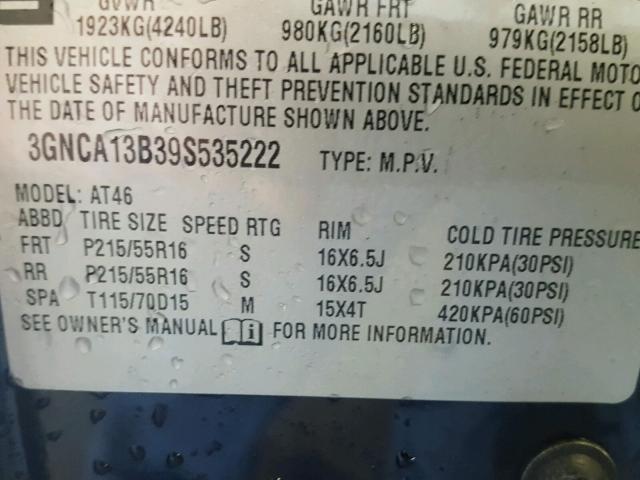 GVWR GAWR FRT GAWR RR
1923KG(4240LB) 980KG(2160LB) 979KG(2158LB)
THIS VEHICLE CONFORMS TO ALL APPLICABLE U.S. FEDERAL MOTO
VEHICLE SAFETY AND THEFT PREVENTION STANDARDS IN EFFECT O
THE DATE OF MANUFACTURE SHOWN ABOVE.
3GNCA13B39S535222 TYPE: M.P.V.
MODEL: AT46
ABBD TIRE SIZE SPEED RTG RIM COLD TIRE PRESSURE
FRT P215/55R16 S 16X6.5J 210KPA(30PSI)
RR P215/55R16 S 16X6.5J 210KPA(30PSI)
SPA T115/70D15 M 15X4T 420KPA(60PSI)
SEE OWNER'S MANUAL i FOR MORE INFORMATION.